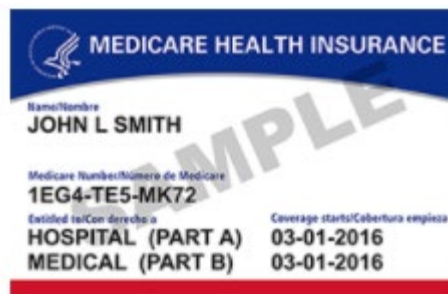 MEDICARE HEALTH INSURANCE
Name/Nombre
JOHN L SMITH
SAMPLE
Medicare Number/Número de Medicare
1EG4-TE5-MK72
Entitled to/Con derecho a Coverage starts/Cobertura empieza
HOSPITAL (PART A) 03-01-2016
MEDICAL (PART B) 03-01-2016